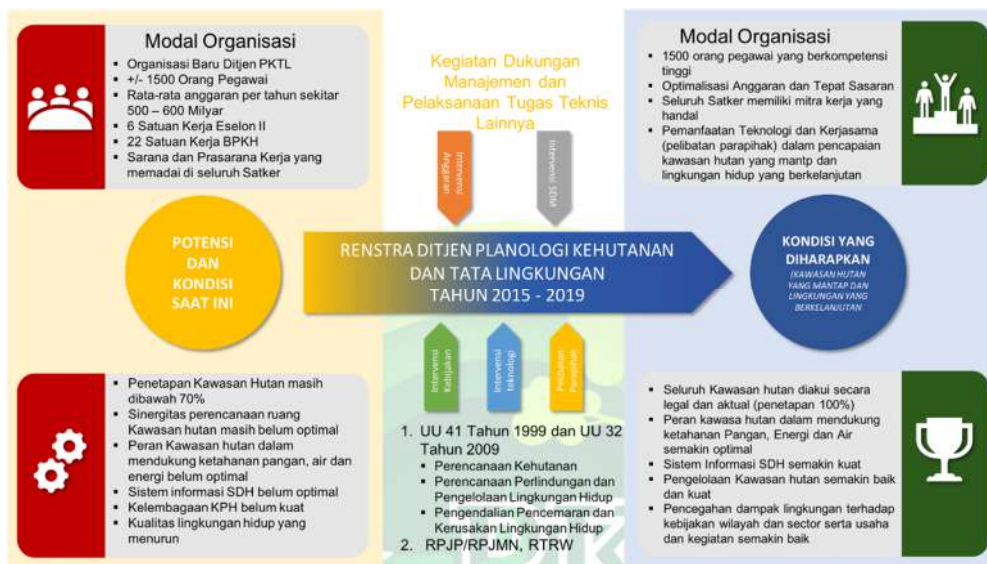 Modal Organisasi
▪ Organisasi Baru Ditjen PKTL
▪ +/- 1500 Orang Pegawai
▪ Rata-rata anggaran per tahun sekitar
500 – 600 Milyar
▪ 6 Satuan Kerja Eselon II
▪ 22 Satuan Kerja BPKH
▪ Sarana dan Prasarana Kerja yang
memadai di seluruh Satker
POTENSI
DAN
KONDISI
SAAT INI
▪ Penetapan Kawasan Hutan masih
dibawah 70%
▪ Sinergitas perencanaan ruang
Kawasan hutan masih belum optimal
▪ Peran Kawasan hutan dalam
mendukung ketahanan pangan, air dan
energi belum optimal
▪ Sistem informasi SDH belum optimal
▪ Kelembagaan KPH belum kuat
▪ Kualitas lingkungan hidup yang
menurun
Kegiatan Dukungan
Manajemen dan
Pelaksanaan Tugas Teknis
Lainnya
Intervensi
Anggaran
Intervensi SDM
RENSTRA DITJEN PLANOLOGI KEHUTANAN
DAN TATA LINGKUNGAN
TAHUN 2015 - 2019
Intervensi
Kebijakan
Intervensi
teknologi
Pelibatan
Parapihak
1. UU 41 Tahun 1999 dan UU 32
Tahun 2009
▪ Perencanaan Kehutanan
▪ Perencanaan Perlindungan dan
Pengelolaan Lingkungan Hidup
▪ Pengendalian Pencemaran dan
Kerusakan Lingkungan Hidup
2. RPJP/RPJMN, RTRW
Modal Organisasi
▪ 1500 orang pegawai yang berkompetensi
tinggi
▪ Optimalisasi Anggaran dan Tepat Sasaran
▪ Seluruh Satker memiliki mitra kerja yang
handal
▪ Pemanfaatan Teknologi dan Kerjasama
(pelibatan parapihak) dalam pencapaian
kawasan hutan yang mantp dan
lingkungan hidup yang berkelanjutan
KONDISI YANG
DIHARAPKAN
(KAWASAN HUTAN
YANG MANTAP DAN
LINGKUNGAN YANG
BERKELANJUTAN
▪ Seluruh Kawasan hutan diakui secara
legal dan aktual (penetapan 100%)
▪ Peran kawasa hutan dalam mendukung
ketahanan Pangan, Energi dan Air
semakin optimal
▪ Sistem Informasi SDH semakin kuat
▪ Pengelolaan Kawasan hutan semakin baik
dan kuat
▪ Pencegahan dampak lingkungan terhadap
kebijakan wilayah dan sector serta usaha
dan kegiatan semakin baik